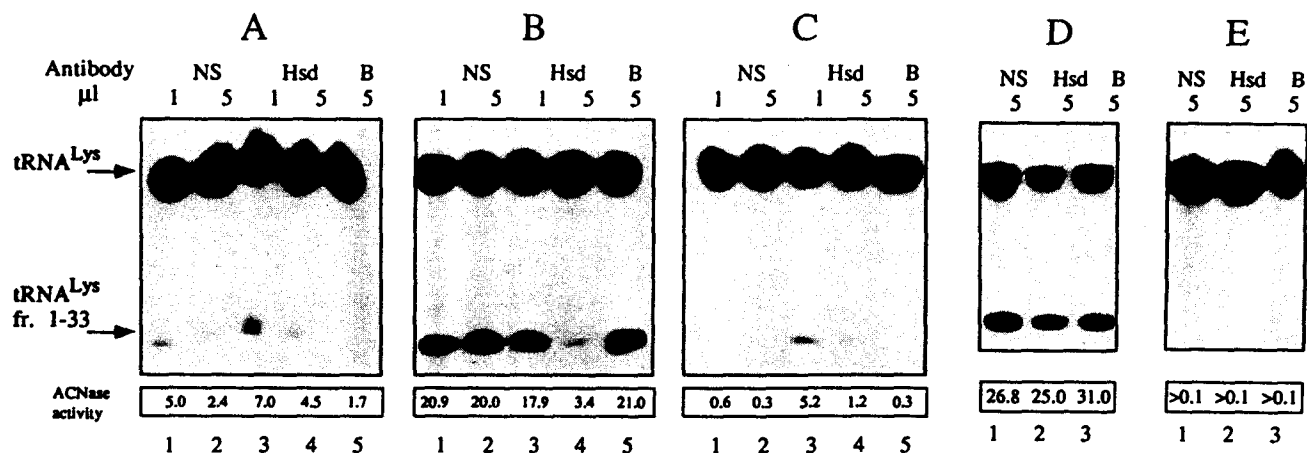 A B C D E
Antibody NS Hsd B NS Hsd B NS Hsd B NS Hsd B NS Hsd B
µl 1 5 1 5 5 1 5 1 5 5 1 5 1 5 5 5 5 5 5 5 5
tRNALys
tRNALys
fr. 1-33
ACNase
activity 5.0 2.4 7.0 4.5 1.7 20.9 20.0 17.9 3.4 21.0 0.6 0.3 5.2 1.2 0.3 26.8 25.0 31.0 >0.1 >0.1 >0.1
1 2 3 4 5 1 2 3 4 5 1 2 3 4 5 1 2 3 1 2 3